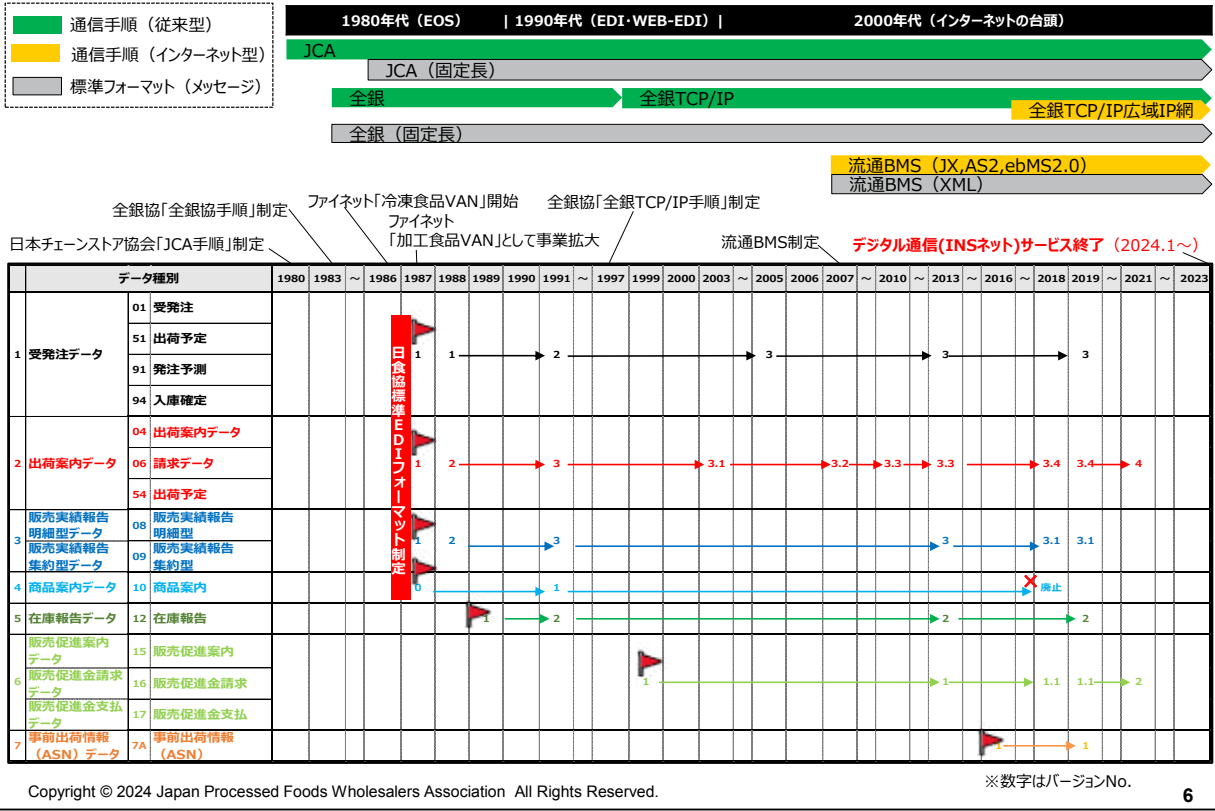 通信手順（従来型）
通信手順（インターネット型）
標準フォーマット（メッセージ）
1980年代（EOS） | 1990年代（EDI･WEB-EDI） | 2000年代（インターネットの台頭）
JCA
JCA（固定長）
全銀 全銀TCP/IP
全銀TCP/IP広域IP網
全銀（固定長）
流通BMS（JX,AS2,ebMS2.0）
流通BMS（XML）
ファイネット「冷凍食品VAN」開始 全銀協「全銀TCP/IP手順」制定
全銀協「全銀協手順」制定
ファイネット
「加工食品VAN」として事業拡大
日本チェーンストア協会「JCA手順」制定
流通BMS制定
デジタル通信(INSネット)サービス終了（2024.1～）
データ種別 1980 1983 ～ 1986 1987 1988 1989 1990 1991 ～ 1997 1999 2000 2003 ～ 2005 2006 2007 ～ 2010 ～ 2013 ～ 2016 ～ 2018 2019 ～ 2021 ～ 2023
日食協標準EDIフォーマット制定
1 受発注データ
01 受発注
51 出荷予定
91 発注予測
94 入庫確定
1 1 2 3 3 3
2 出荷案内データ
04 出荷案内データ
06 請求データ
54 出荷予定
1 2 3 3.1 3.2 3.3 3.3 3.4 3.4 4
3
販売実績報告
明細型データ
08
販売実績報告
明細型
販売実績報告
集約型データ
09
販売実績報告
集約型
1 2 3 3 3.1 3.1
4 商品案内データ 10 商品案内 0 1 廃止
5 在庫報告データ 12 在庫報告 1 2 2 2
6
販売促進案内
データ
15 販売促進案内
販売促進金請求
データ
16 販売促進金請求
販売促進金支払
データ
17 販売促進金支払
1 1 1.1 1.1 2
7
事前出荷情報
（ASN）データ
7A
事前出荷情報
（ASN）
1 1
※数字はバージョンNo.
Copyright © 2024 Japan Processed Foods Wholesalers Association All Rights Reserved.
6